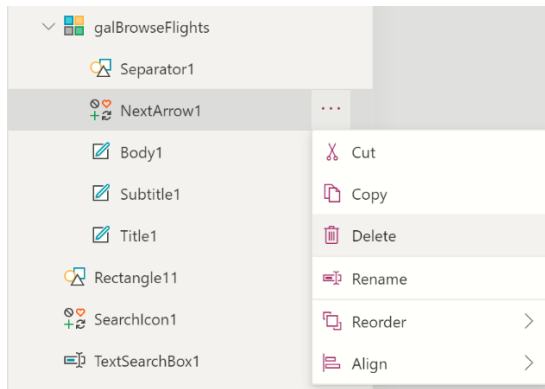 galBrowseFlights
Separator1
NextArrow1 ...
Body1
Subtitle1
Title1
Rectangle11
SearchIcon1
TextSearchBox1
Cut
Copy
Delete
Rename
Reorder
Align